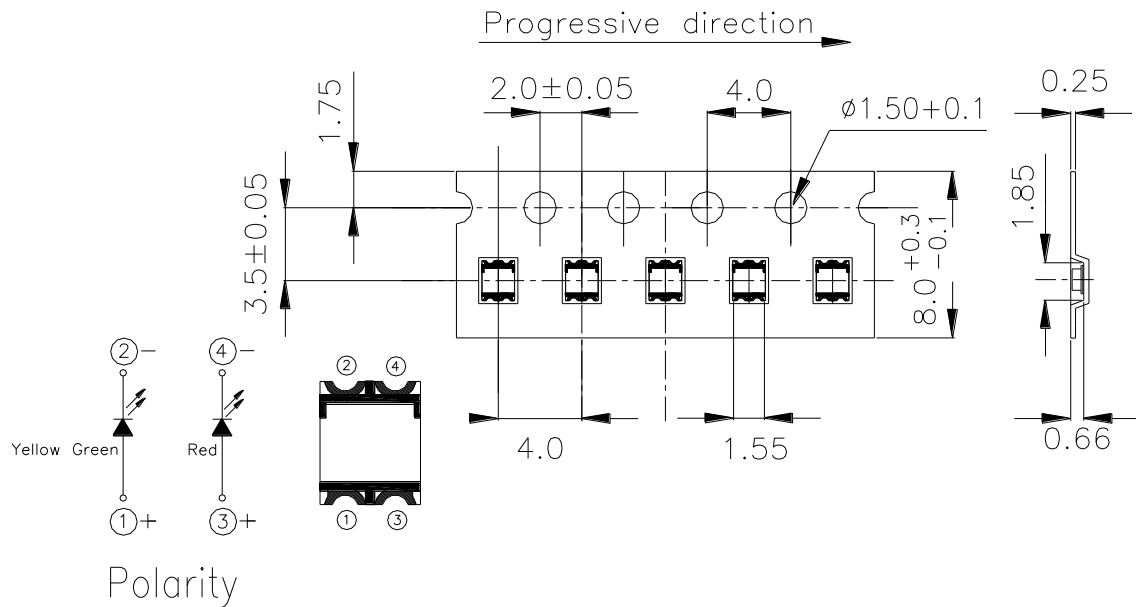 Progressive direction
2.0±0.05
4.0
0.25
1.75
ø1.50+0.1
3.5±0.05
1.85
8.0 +0.3 -0.1
②- ④-
② ④
Yellow Green Red
4.0
1.55
0.66
①+ ③+
① ③
Polarity